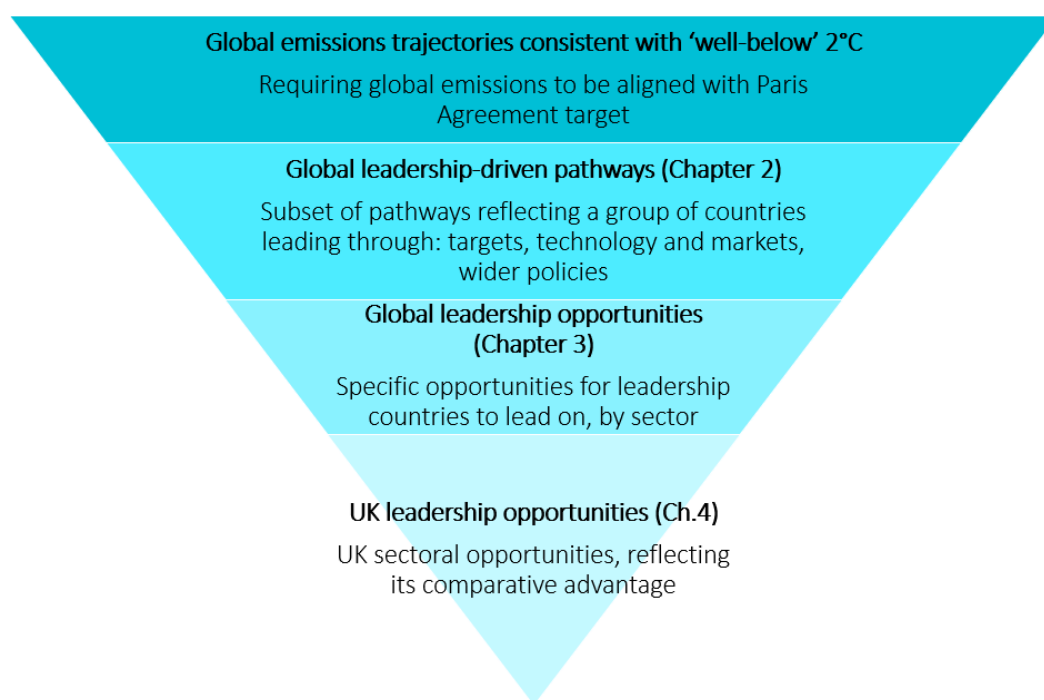 Global emissions trajectories consistent with ‘well-below’ 2°C
Requiring global emissions to be aligned with Paris
Agreement target
Global leadership-driven pathways (Chapter 2)
Subset of pathways reflecting a group of countries
leading through: targets, technology and markets,
wider policies
Global leadership opportunities
(Chapter 3)
Specific opportunities for leadership
countries to lead on, by sector
UK leadership opportunities (Ch.4)
UK sectoral opportunities, reflecting
its comparative advantage